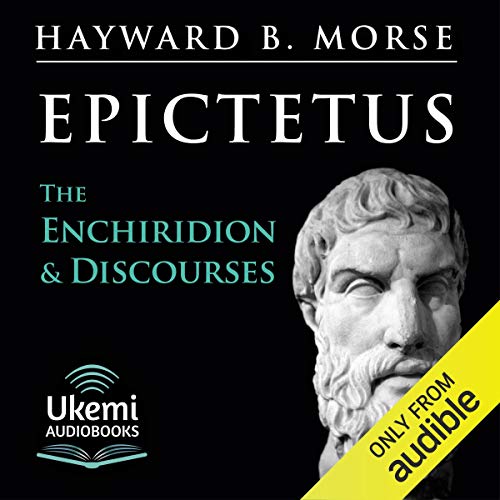 HAYWARD B. MORSE
EPICTETUS
THE
ENCHIRIDION
& DISCOURSES
Ukemi
AUDIOBOOKS
ONLY FROM
audible